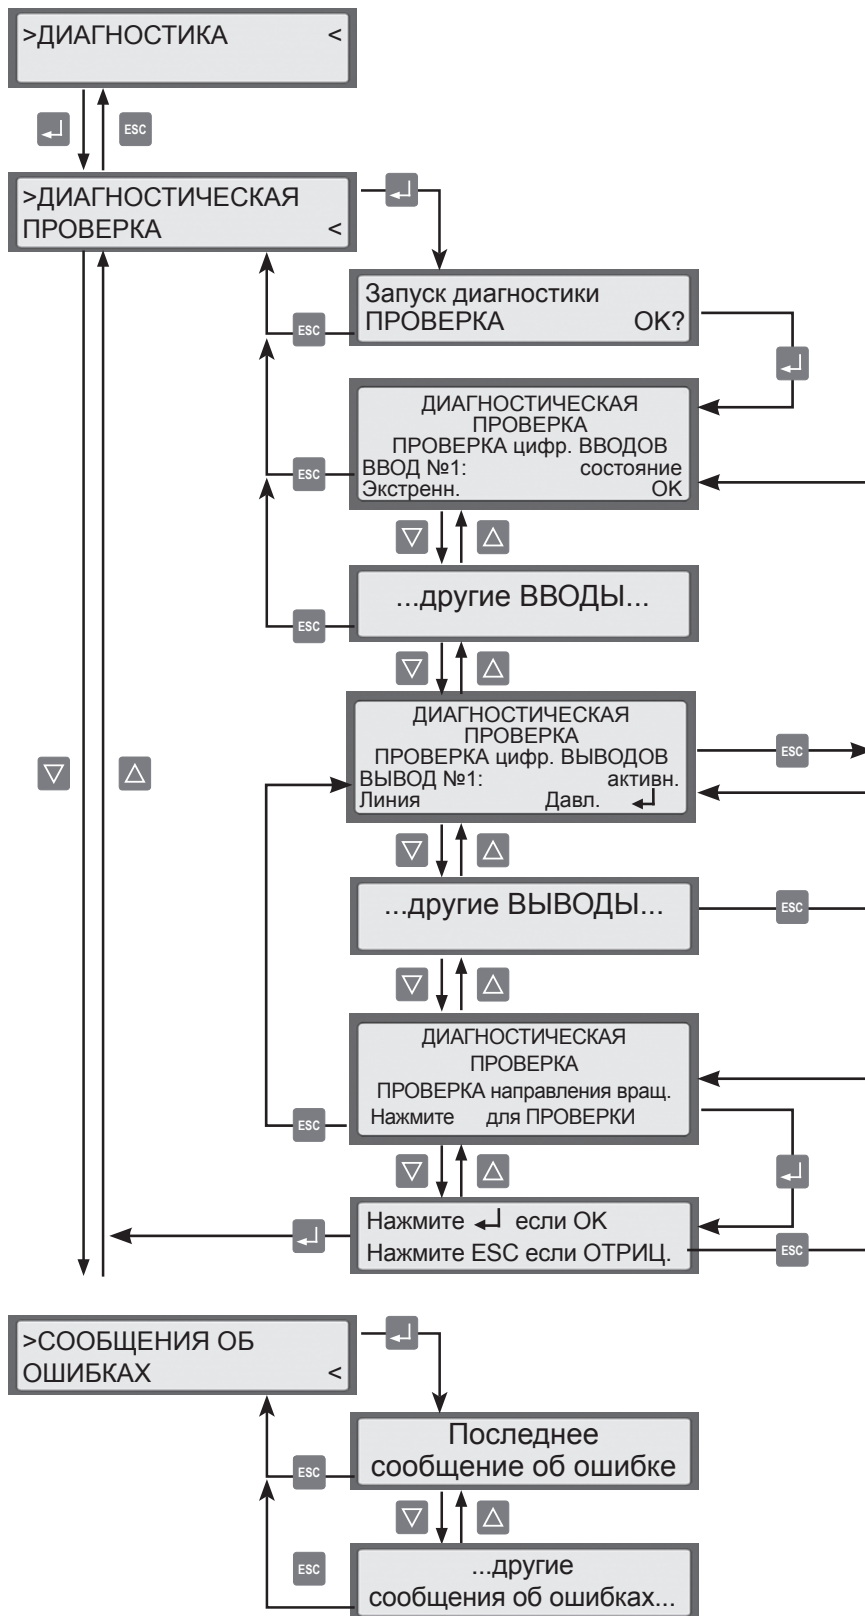 >ДИАГНОСТИКА <
ESC
>ДИАГНОСТИЧЕСКАЯ
ПРОВЕРКА <
Запуск диагностики
ПРОВЕРКА OK?
ESC
ДИАГНОСТИЧЕСКАЯ
ПРОВЕРКА
ПРОВЕРКА цифр. ВВОДОВ
ВВОД №1: состояние
Экстренн. OK
ESC
...другие ВВОДЫ...
ESC
ДИАГНОСТИЧЕСКАЯ
ПРОВЕРКА
ПРОВЕРКА цифр. ВЫВОДОВ
ВЫВОД №1: активн.
Линия Давл.
ESC
...другие ВЫВОДЫ...
ESC
ДИАГНОСТИЧЕСКАЯ
ПРОВЕРКА
ПРОВЕРКА направления вращ.
Нажмите для ПРОВЕРКИ
ESC
Нажмите если OK
Нажмите ESC если ОТРИЦ.
ESC
>СООБЩЕНИЯ ОБ
ОШИБКАХ <
Последнее
сообщение об ошибке
ESC
...другие
сообщения об ошибках...
ESC